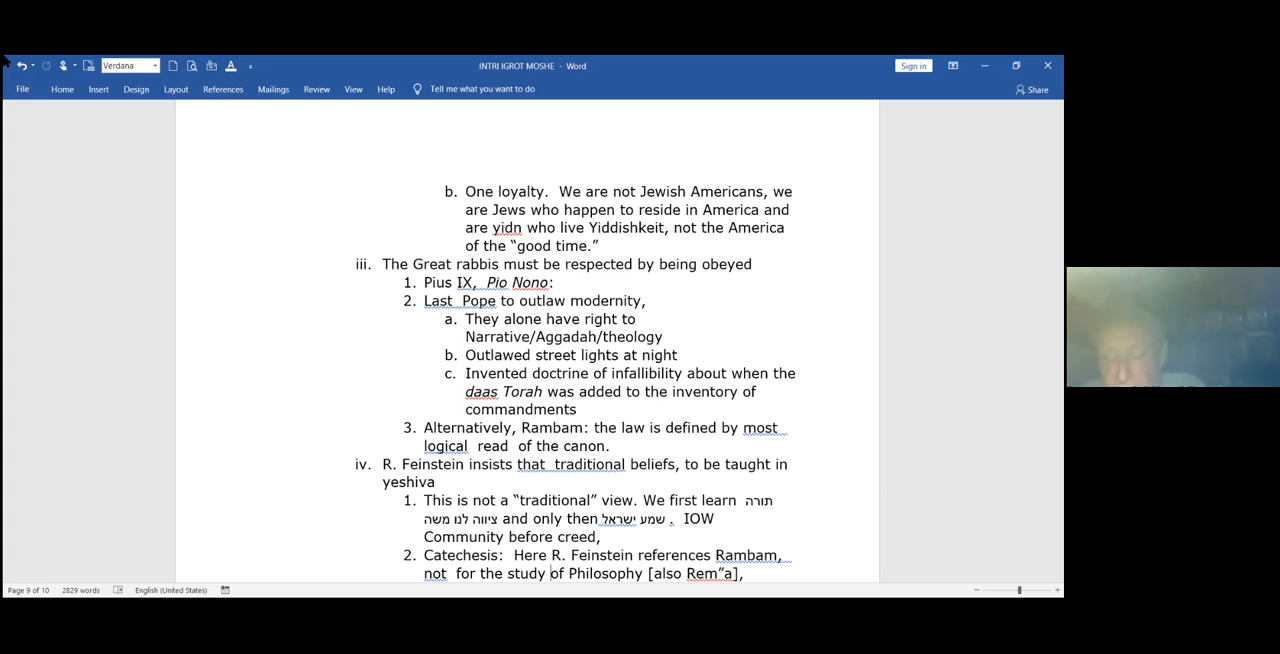 Verdana
INTRI IGROT MOSHE - Word
Sign in
File Home Insert Design Layout References Mailings Review View Help Tell me what you want to do
Share
b. One loyalty. We are not Jewish Americans, we
are Jews who happen to reside in America and
are yidn who live Yiddishkeit, not the America
of the “good time.”
iii. The Great rabbis must be respected by being obeyed
1. Pius IX, Pio Nono:
2. Last Pope to outlaw modernity,
a. They alone have right to
Narrative/Aggadah/theology
b. Outlawed street lights at night
c. Invented doctrine of infallibility about when the
daas Torah was added to the inventory of
commandments
3. Alternatively, Rambam: the law is defined by most
logical read of the canon.
iv. R. Feinstein insists that traditional beliefs, to be taught in
yeshiva
1. This is not a “traditional” view. We first learn תורה
ציווה לנו משה and only then שמע ישראל . IOW
Community before creed,
2. Catechesis: Here R. Feinstein references Rambam,
not for the study of Philosophy [also Rem”a],
Page 9 of 10 2829 words English (United States)